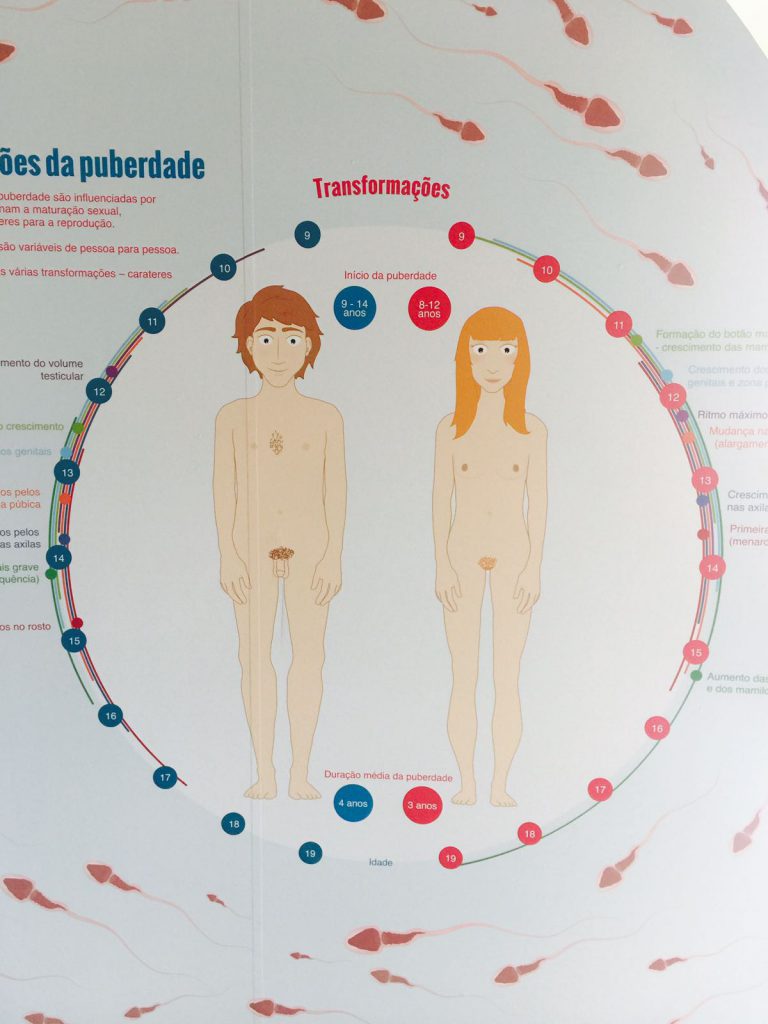 ões da puberdade
puberdade são influenciadas por
mam a maturação sexual,
eres para a reprodução.
são variáveis de pessoa para pessoa.
s várias transformações – carateres
Transformações
Início da puberdade
9 - 14
anos
8-12
anos
9
10
11
12
13
14
15
16
17
18
19
9
10
11
12
13
14
15
16
17
18
19
mento do volume
testicular
o crescimento
os genitais
os pelos
a púbica
os pelos
as axilas
ais grave
quência)
os no rosto
Formação do botão ma
- crescimento das mam
Crescimento dos
genitais e zona p
Ritmo máximo
Mudança na
(alargamen
Crescim
nas axila
Primeira
(menarc
Aumento das
e dos mamilo
Duração média da puberdade
4 anos
3 anos
Idade